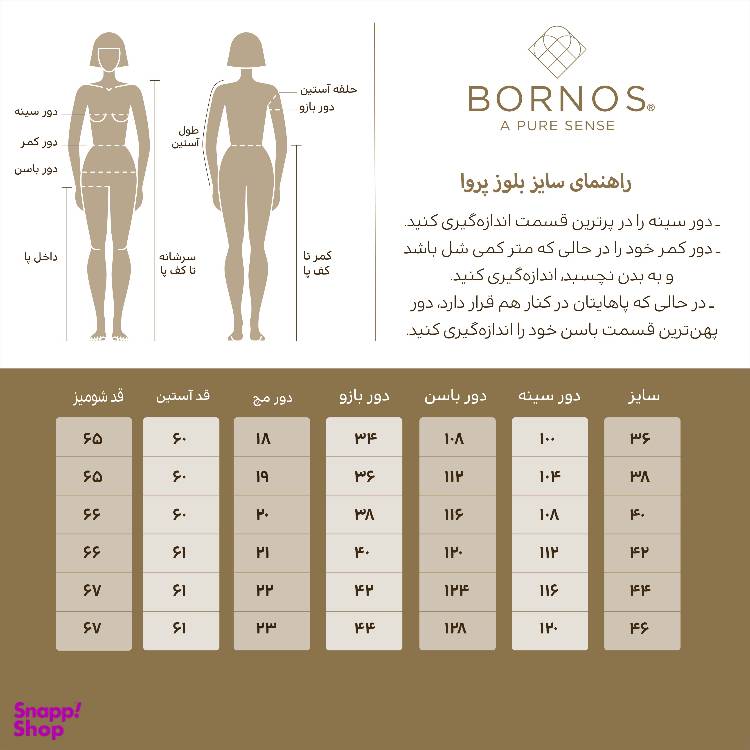 BORNOS®
A PURE SENSE
راهنمای سایز بلوز پروا
ـ دور سینه را در پرترین قسمت اندازه‌گیری کنید.
ـ دور کمر خود را در حالی که متر کمی شل باشد
و به بدن نچسبد، اندازه‌گیری کنید.
ـ در حالی که پاهایتان در کنار هم قرار دارد، دور
پهن‌ترین قسمت باسن خود را اندازه‌گیری کنید.
حلقه آستین
دور بازو
طول
آستین
کمر تا
کف پا
دور سینه
دور کمر
دور باسن
داخل پا
سرشانه
تا کف پا
سایز دور سینه دور باسن دور بازو دور مچ قد آستین قد شومیز
۳۶ ۱۰۰ ۱۰۸ ۳۴ ۱۸ ۶۰ ۶۵
۳۸ ۱۰۴ ۱۱۲ ۳۶ ۱۹ ۶۰ ۶۵
۴۰ ۱۰۸ ۱۱۶ ۳۸ ۲۰ ۶۰ ۶۶
۴۲ ۱۱۲ ۱۲۰ ۴۰ ۲۱ ۶۱ ۶۶
۴۴ ۱۱۶ ۱۲۴ ۴۲ ۲۲ ۶۱ ۶۷
۴۶ ۱۲۰ ۱۲۸ ۴۴ ۲۳ ۶۱ ۶۷
Snapp!
Shop